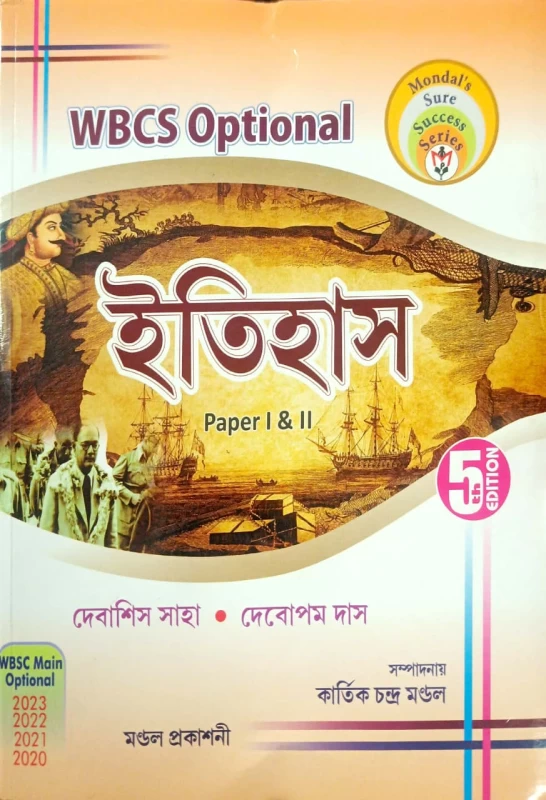 Mondal's
Sure
Success
Series
WBCS Optional
ইতিহাস
Paper I & II
5th
EDITION
দেবাশিস সাহা • দেবোপম দাস
WBSC Main
Optional
2023
2022
2021
2020
সম্পাদনায়
কার্তিক চন্দ্র মণ্ডল
মণ্ডল প্রকাশনী